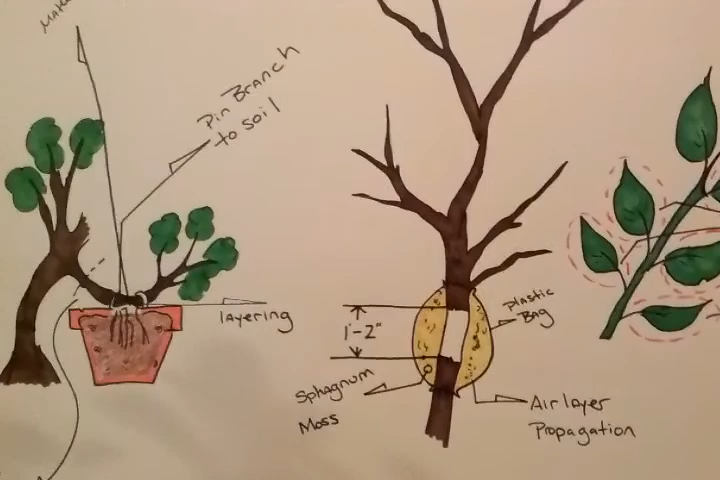 Pin Branch
to soil
layering
1'-2"
Plastic
Bag
Sphagnum
Moss
Air layer
Propagation